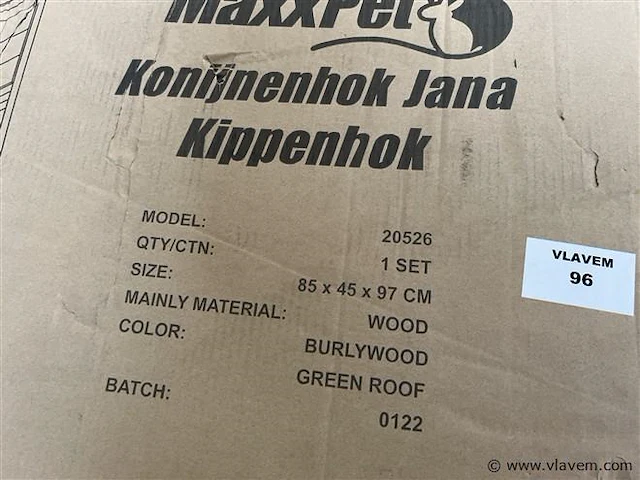 MaxxPet
Konijnenhok Jana
Kippenhok
MODEL: 20526
QTY/CTN: 1 SET
SIZE: 85 x 45 x 97 CM
MAINLY MATERIAL: WOOD
COLOR: BURLYWOOD
GREEN ROOF
BATCH: 0122
VLAVEM
96
© www.vlavem.com